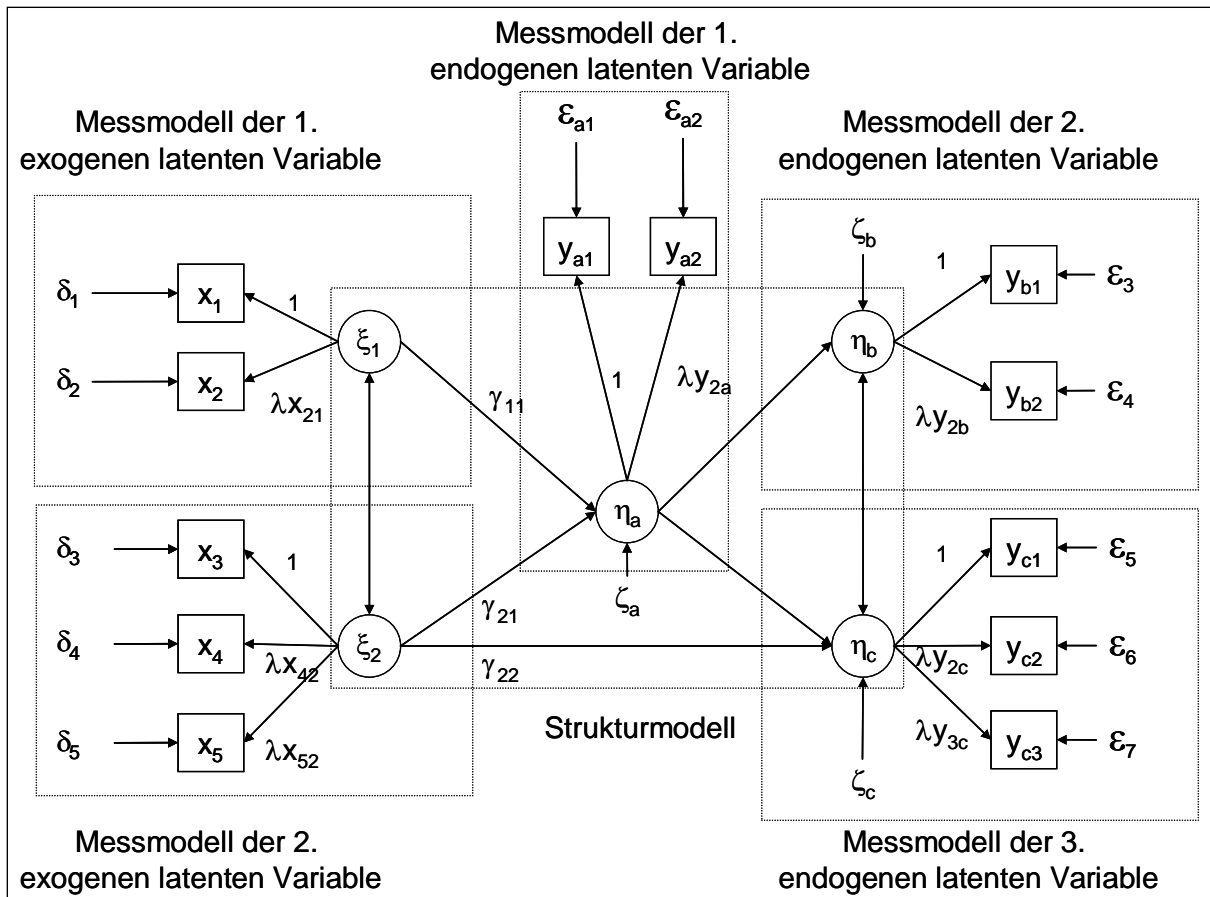 Messmodell der 1.
endogenen latenten Variable
Messmodell der 1.
exogenen latenten Variable
Messmodell der 2.
endogenen latenten Variable
εa1
εa2
ya1
ya2
δ1
x1
1
δ2
x2
λx21
ξ1
γ11
1
λy2a
ζb
ηb
1
yb1
ε3
λy2b
yb2
ε4
ηa
ζa
δ3
x3
1
δ4
x4
λx42
δ5
x5
λx52
ξ2
γ21
γ22
ηc
ζc
1
yc1
ε5
λy2c
yc2
ε6
λy3c
yc3
ε7
Strukturmodell
Messmodell der 2.
exogenen latenten Variable
Messmodell der 3.
endogenen latenten Variable